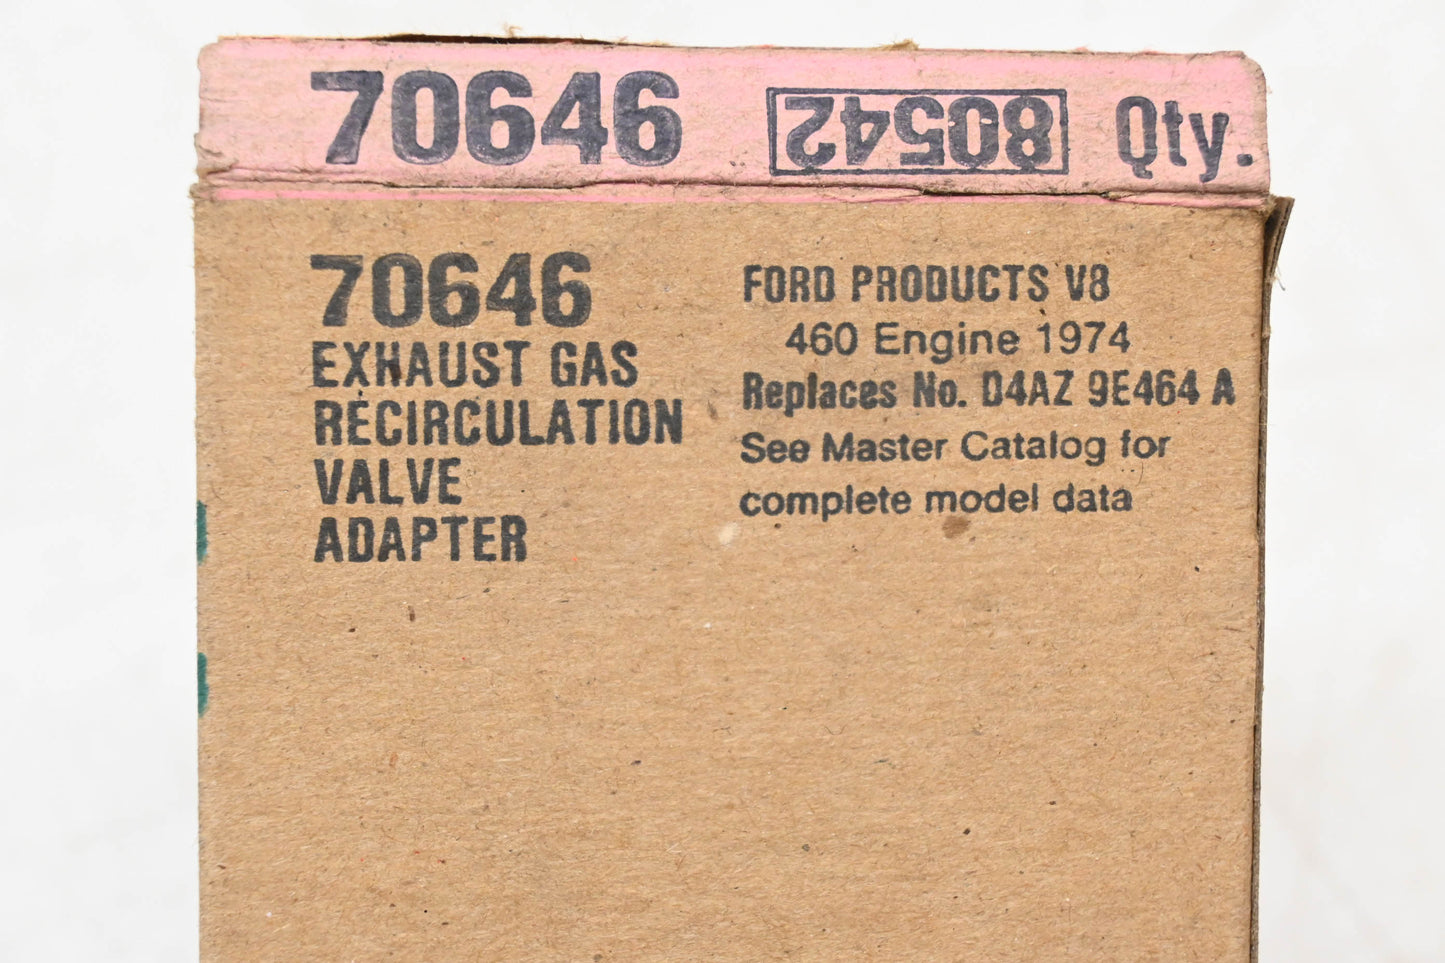 70646 80542 Qty.
70646
EXHAUST GAS
RECIRCULATION
VALVE
ADAPTER
FORD PRODUCTS V8
460 Engine 1974
Replaces No. D4AZ 9E464 A
See Master Catalog for
complete model data